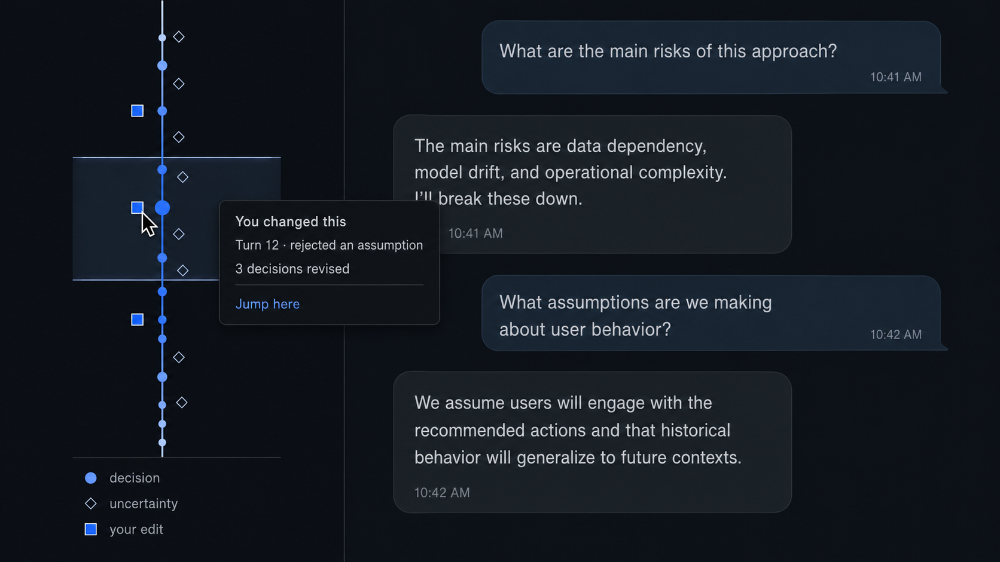 What are the main risks of this approach?
10:41 AM
The main risks are data dependency,
model drift, and operational complexity.
I'll break these down.
10:41 AM
You changed this
Turn 12 · rejected an assumption
3 decisions revised
Jump here
What assumptions are we making
about user behavior?
10:42 AM
We assume users will engage with the
recommended actions and that historical
behavior will generalize to future contexts.
10:42 AM
decision
uncertainty
your edit